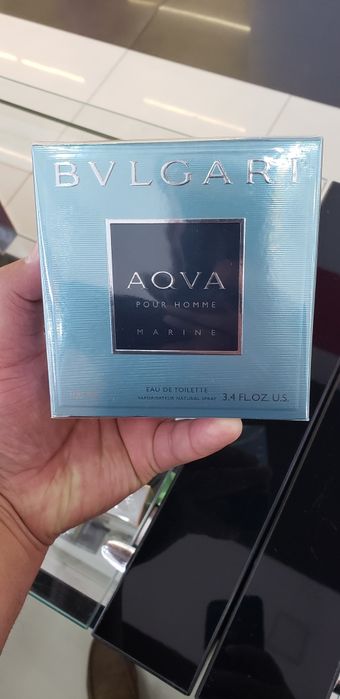 BVLGARI
AQVA
POUR HOMME
MARINE
EAU DE TOILETTE
VAPORISATEUR NATURAL SPRAY 3.4 FL.OZ. U.S.